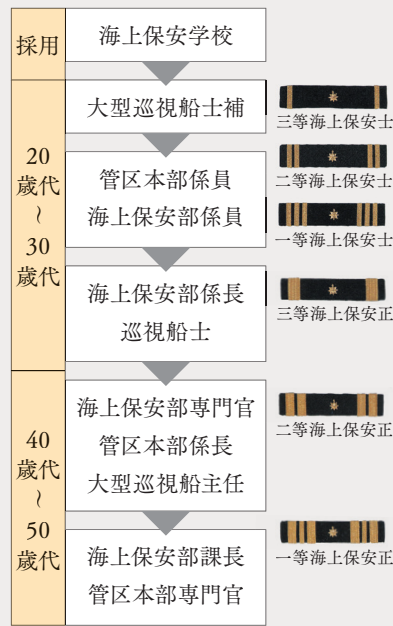 採用
海上保安学校
大型巡視船士補
三等海上保安士
20
歳代
～
30
歳代
管区本部係員
海上保安部係員
二等海上保安士
一等海上保安士
海上保安部係長
巡視船士
三等海上保安正
40
歳代
～
50
歳代
海上保安部専門官
管区本部係長
大型巡視船主任
二等海上保安正
海上保安部課長
管区本部専門官
一等海上保安正